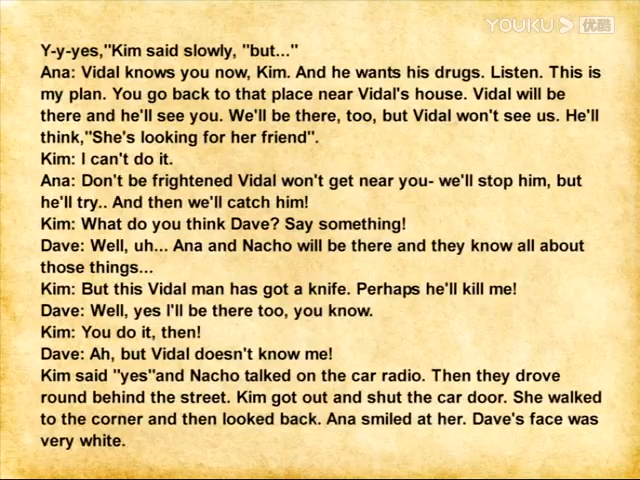 YOUKU 优酷
Y-y-yes,"Kim said slowly, "but..."
Ana: Vidal knows you now, Kim. And he wants his drugs. Listen. This is
my plan. You go back to that place near Vidal's house. Vidal will be
there and he'll see you. We'll be there, too, but Vidal won't see us. He'll
think,"She's looking for her friend".
Kim: I can't do it.
Ana: Don't be frightened Vidal won't get near you- we'll stop him, but
he'll try.. And then we'll catch him!
Kim: What do you think Dave? Say something!
Dave: Well, uh... Ana and Nacho will be there and they know all about
those things...
Kim: But this Vidal man has got a knife. Perhaps he'll kill me!
Dave: Well, yes I'll be there too, you know.
Kim: You do it, then!
Dave: Ah, but Vidal doesn't know me!
Kim said "yes"and Nacho talked on the car radio. Then they drove
round behind the street. Kim got out and shut the car door. She walked
to the corner and then looked back. Ana smiled at her. Dave's face was
very white.